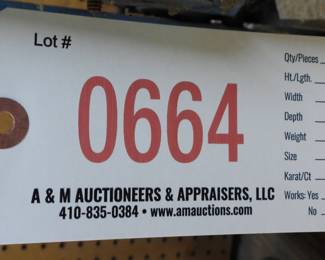 Lot #
0664
A & M AUCTIONEERS & APPRAISERS, LLC
410-835-0384 • www.amauctions.com
Qty/Pieces
Ht./Lgth.
Width
Depth
Weight
Size
Karat/Ct
Works: Yes
No